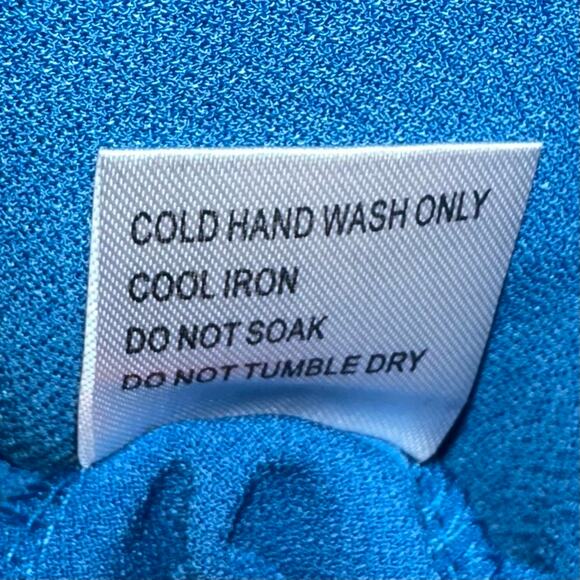 COLD HAND WASH ONLY
COOL IRON
DO NOT SOAK
DO NOT TUMBLE DRY